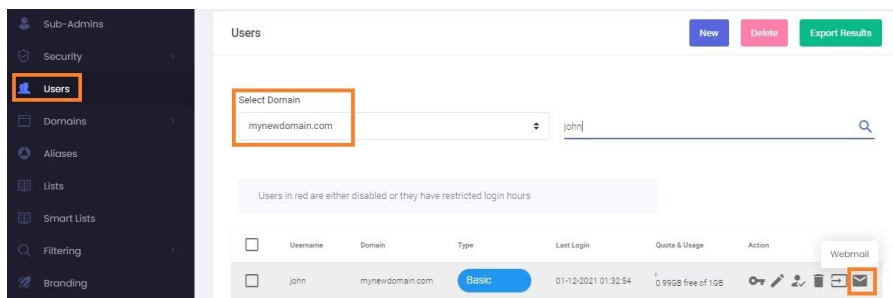 Sub-Admins
Security
Users
Domains
Aliases
Lists
Smart Lists
Filtering
Branding
Users
New
Delete
Export Results
Select Domain
mynewdomain.com
john
Users in red are either disabled or they have restricted login hours
Username Domain Type Last Login Quota & Usage Action
Webmail
john mynewdomain.com Basic 01-12-2021 01:32:54 0.99GB free of 1GB